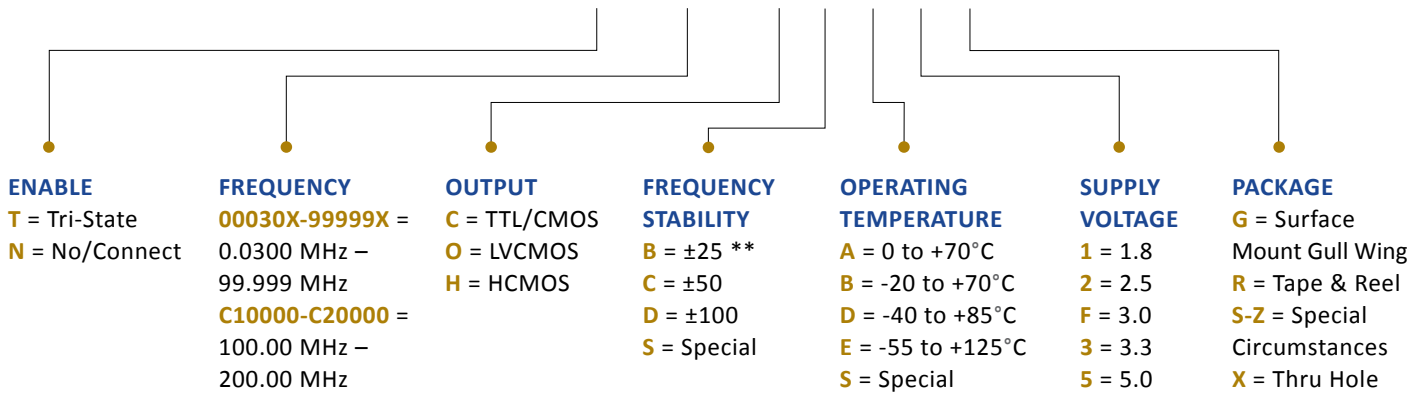 ENABLE
T = Tri-State
N = No/Connect
FREQUENCY
00030X-99999X =
0.0300 MHz –
99.999 MHz
C10000-C20000 =
100.00 MHz –
200.00 MHz
OUTPUT
C = TTL/CMOS
O = LVCMOS
H = HCMOS
FREQUENCY
STABILITY
B = ±25 **
C = ±50
D = ±100
S = Special
OPERATING
TEMPERATURE
A = 0 to +70°C
B = -20 to +70°C
D = -40 to +85°C
E = -55 to +125°C
S = Special
SUPPLY
VOLTAGE
1 = 1.8
2 = 2.5
F = 3.0
3 = 3.3
5 = 5.0
PACKAGE
G = Surface
Mount Gull Wing
R = Tape & Reel
S-Z = Special
Circumstances
X = Thru Hole